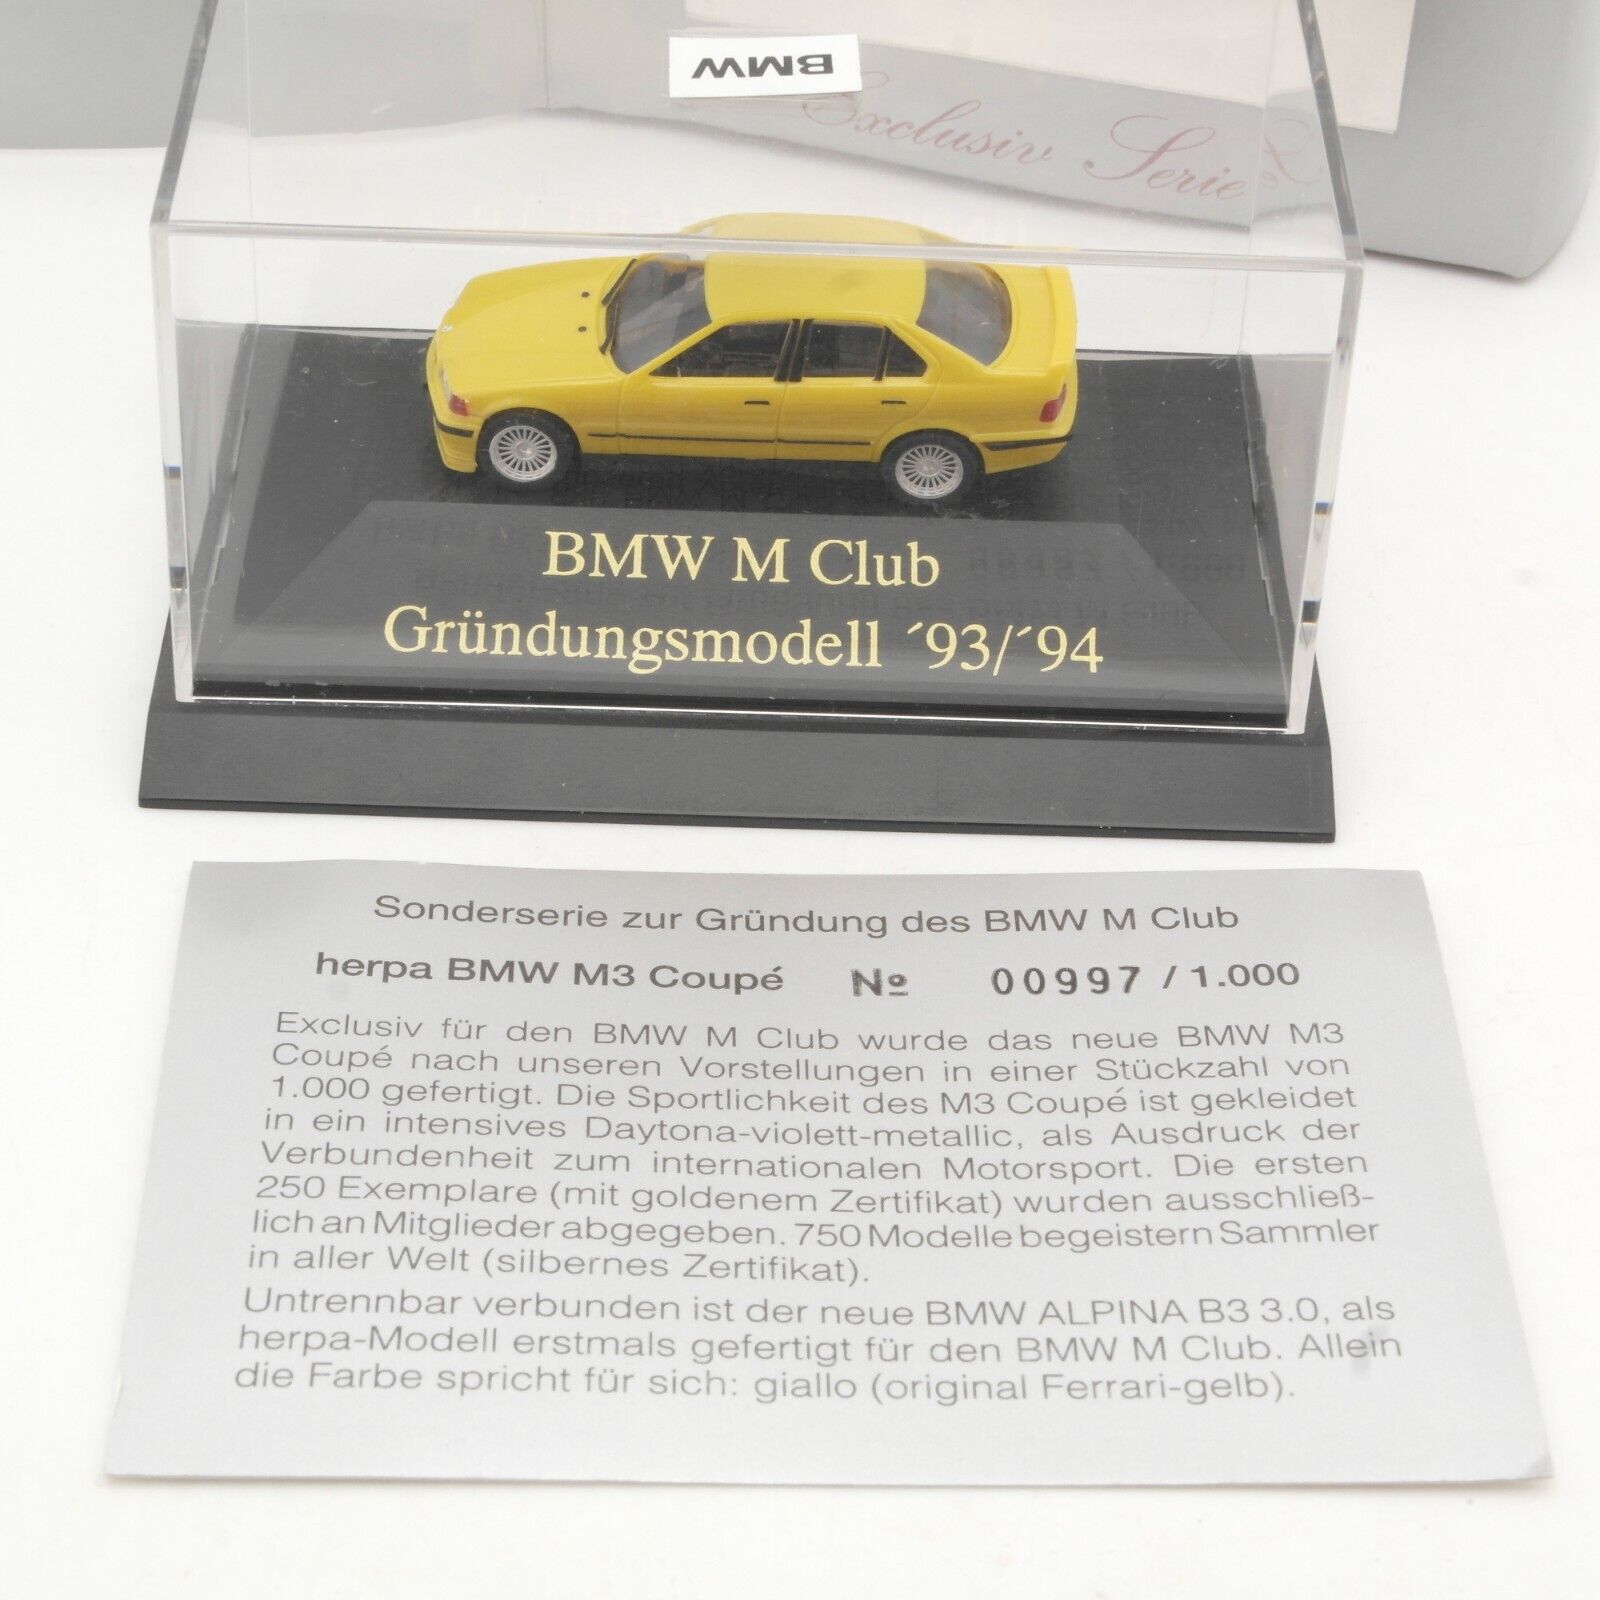 BMW
Exclusiv Serie
BMW M Club
Gründungsmodell ´93/´94
Sonderserie zur Gründung des BMW M Club
herpa BMW M3 Coupé № 00997 / 1.000
Exclusiv für den BMW M Club wurde das neue BMW M3
Coupé nach unseren Vorstellungen in einer Stückzahl von
1.000 gefertigt. Die Sportlichkeit des M3 Coupé ist gekleidet
in ein intensives Daytona-violett-metallic, als Ausdruck der
Verbundenheit zum internationalen Motorsport. Die ersten
250 Exemplare (mit goldenem Zertifikat) wurden ausschließ-
lich an Mitglieder abgegeben. 750 Modelle begeistern Sammler
in aller Welt (silbernes Zertifikat).
Untrennbar verbunden ist der neue BMW ALPINA B3 3.0, als
herpa-Modell erstmals gefertigt für den BMW M Club. Allein
die Farbe spricht für sich: giallo (original Ferrari-gelb).